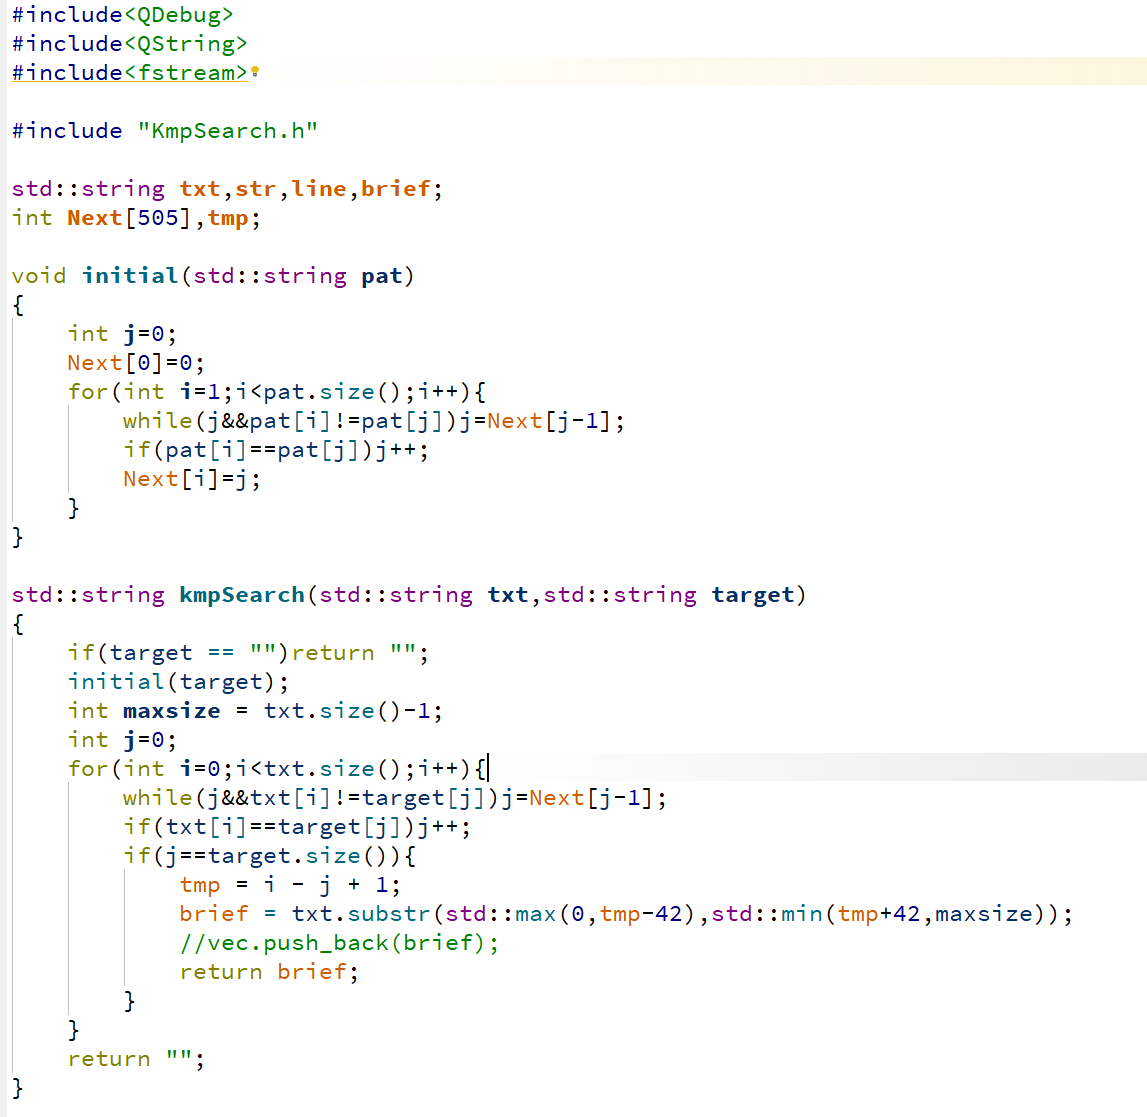 #include<QDebug>
#include<QString>
#include<fstream>
#include "KmpSearch.h"
std::string txt,str,line,brief;
int Next[505],tmp;
void initial(std::string pat)
{
    int j=0;
    Next[0]=0;
    for(int i=1;i<pat.size();i++){
        while(j&&pat[i]!=pat[j])j=Next[j-1];
        if(pat[i]==pat[j])j++;
        Next[i]=j;
    }
}
std::string kmpSearch(std::string txt,std::string target)
{
    if(target == "")return "";
    initial(target);
    int maxsize = txt.size()-1;
    int j=0;
    for(int i=0;i<txt.size();i++){
        while(j&&txt[i]!=target[j])j=Next[j-1];
        if(txt[i]==target[j])j++;
        if(j==target.size()){
            tmp = i - j + 1;
            brief = txt.substr(std::max(0,tmp-42),std::min(tmp+42,maxsize));
            //vec.push_back(brief);
            return brief;
        }
    }
    return "";
}